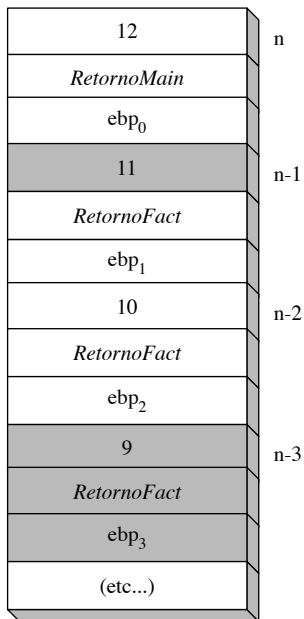 12 n
RetornoMain
ebp0
11 n-1
RetornoFact
ebp1
10 n-2
RetornoFact
ebp2
9 n-3
RetornoFact
ebp3
(etc...)